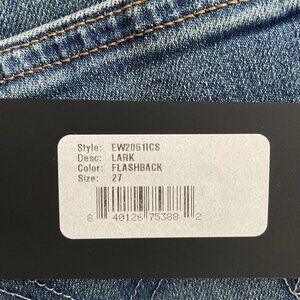 Style: EW2061ICS
Desc: LARK
Color: FLASHBACK
Size: 27
8 40126 75388 2